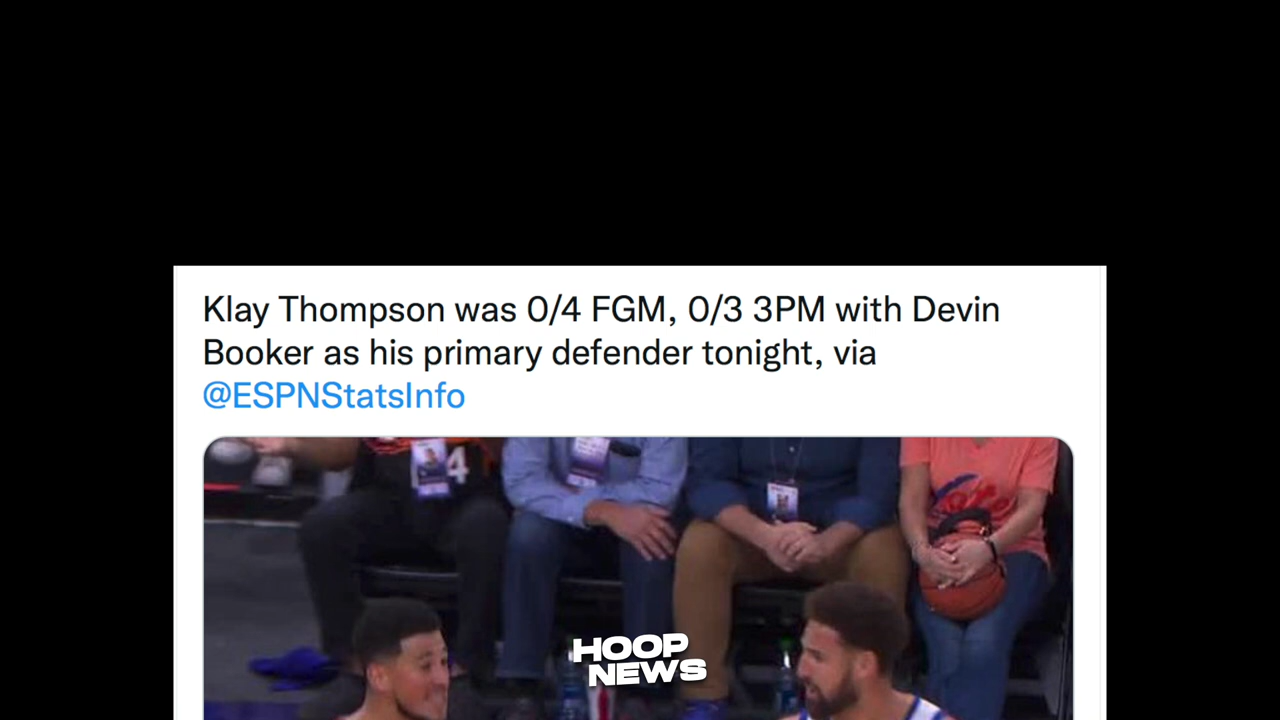 Klay Thompson was 0/4 FGM, 0/3 3PM with Devin
Booker as his primary defender tonight, via
@ESPNStatsInfo
4
HOOP
NEWS